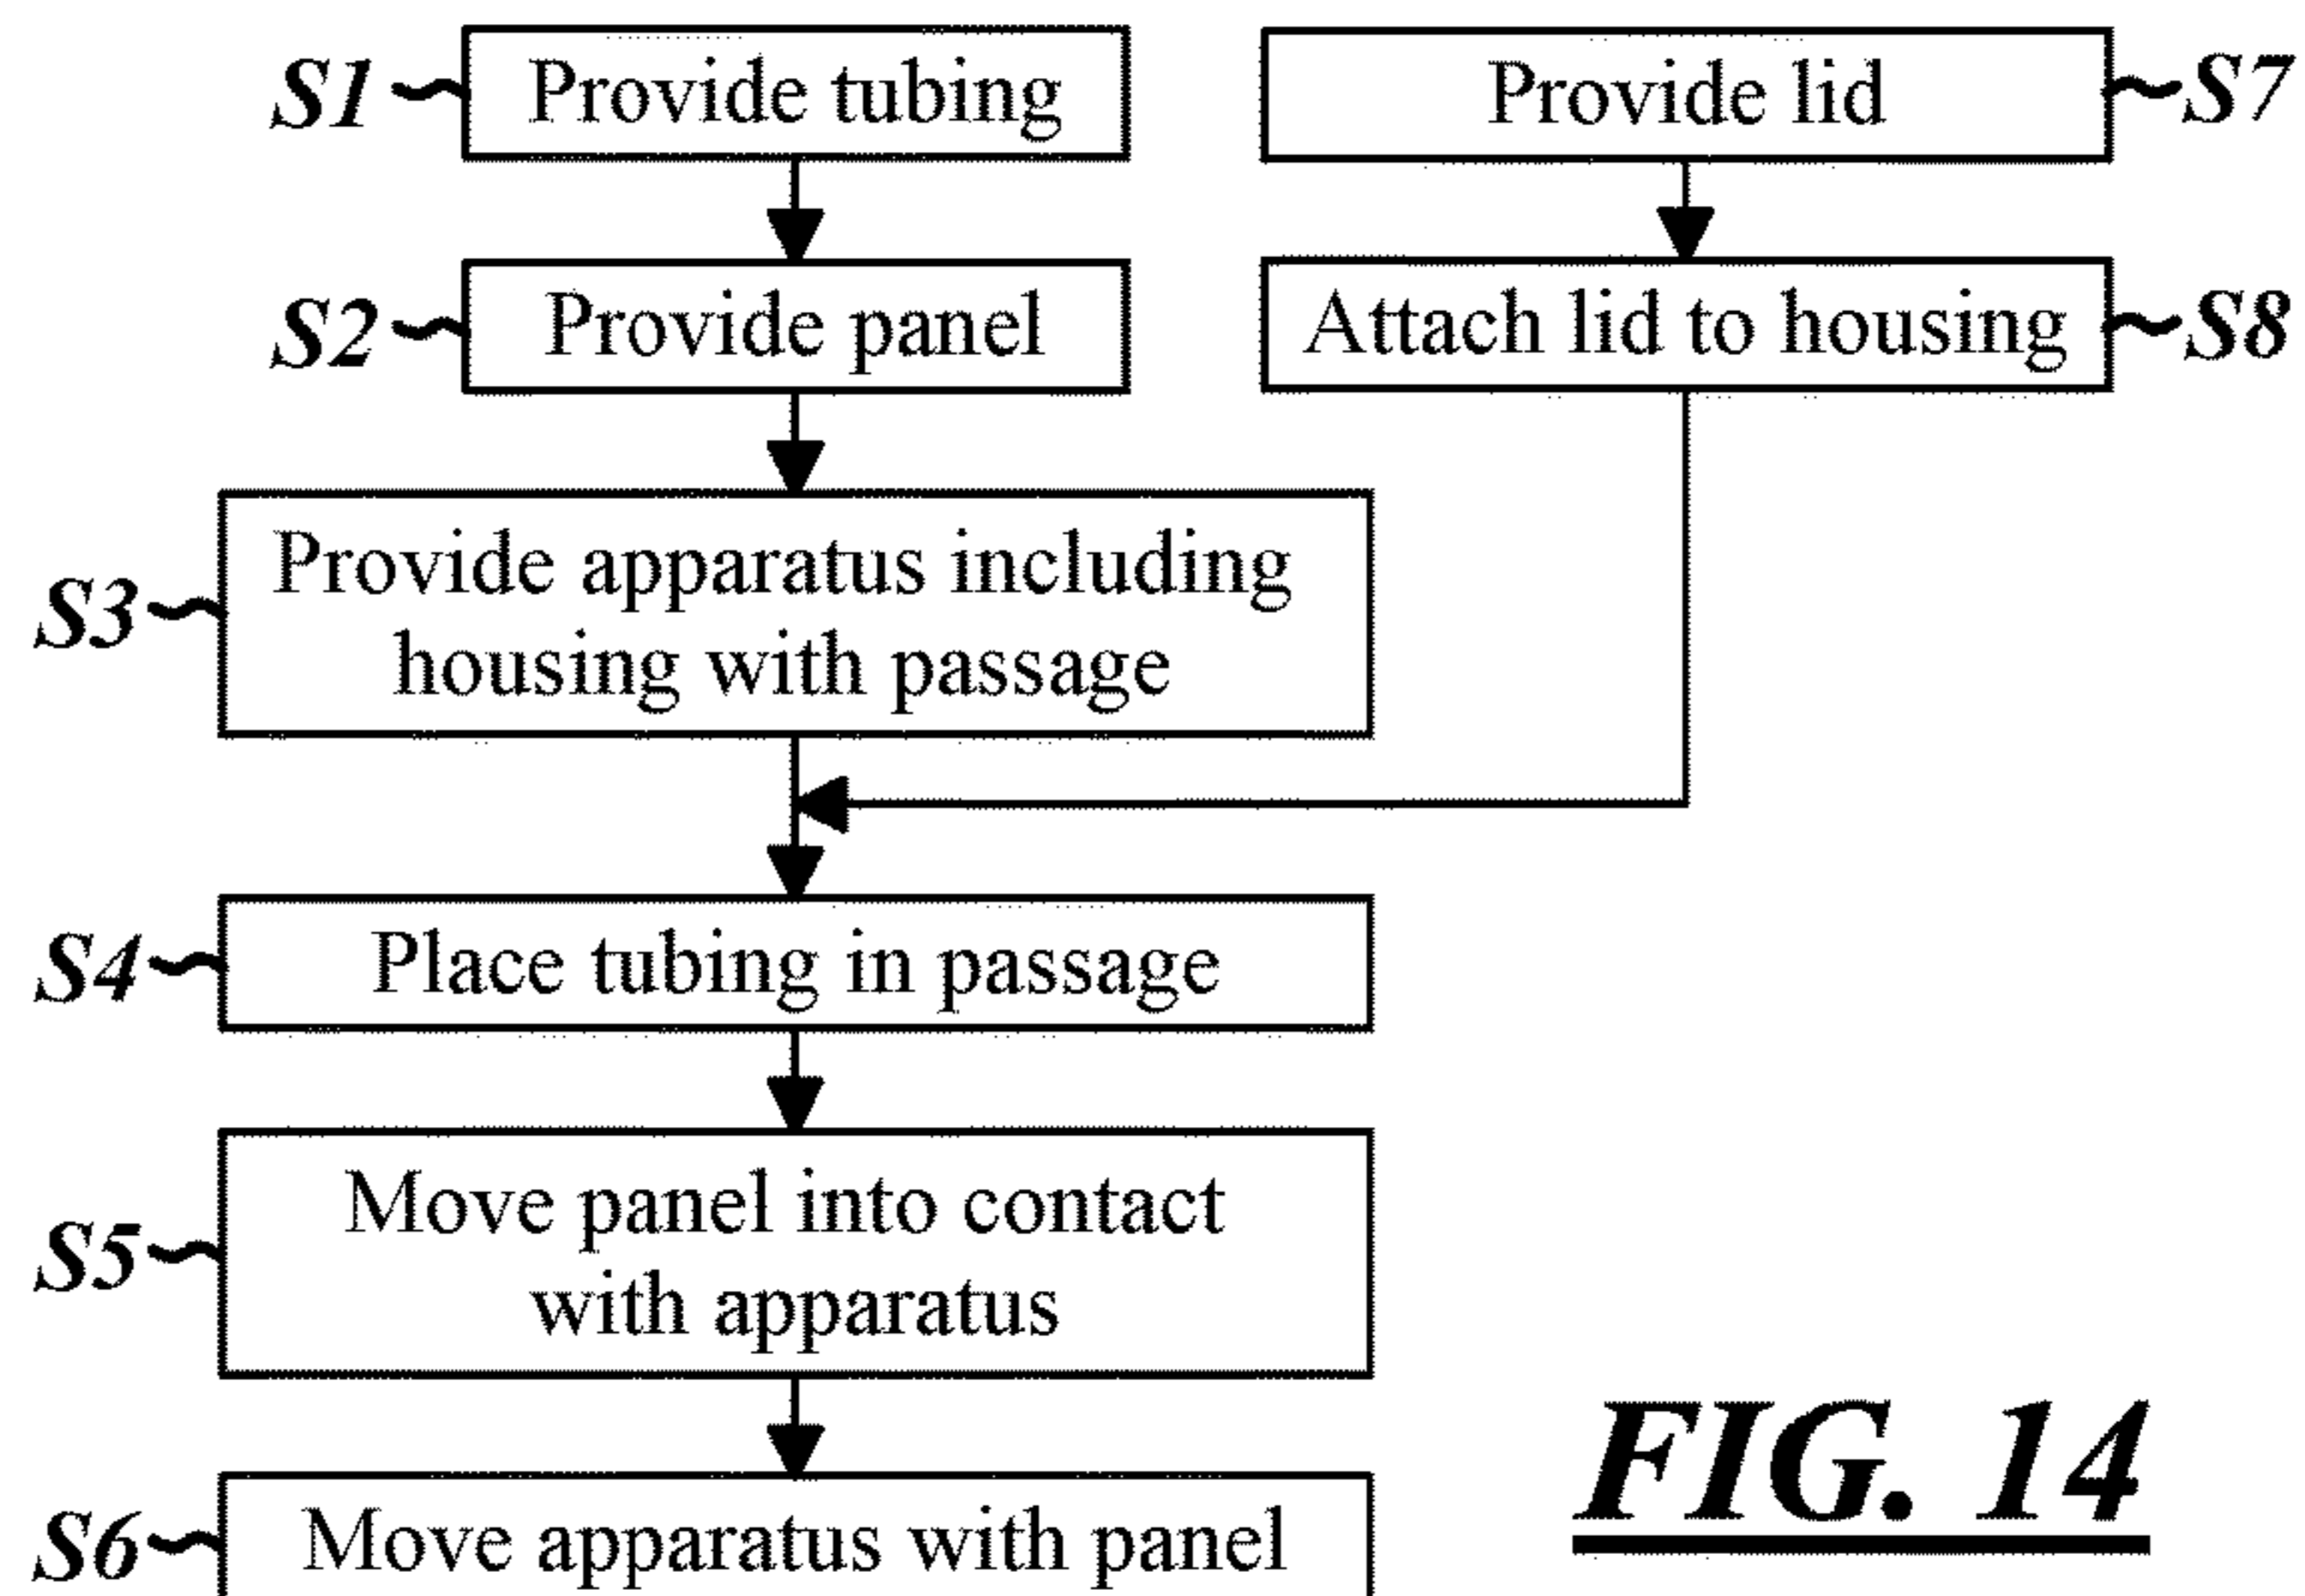 S1 Provide tubing
Provide lid S7
S2 Provide panel
Attach lid to housing S8
S3 Provide apparatus including
housing with passage
S4 Place tubing in passage
S5 Move panel into contact
with apparatus
S6 Move apparatus with panel
FIG. 14